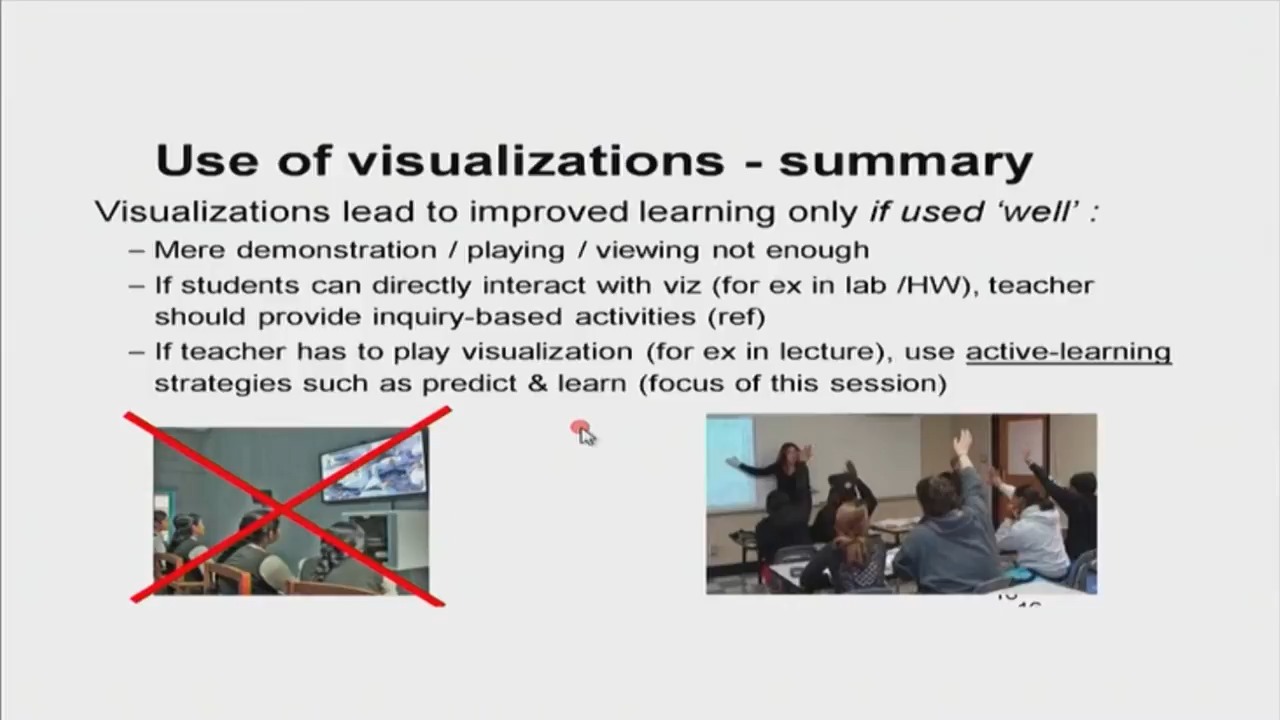 Use of visualizations - summary
Visualizations lead to improved learning only if used ‘well’ :
– Mere demonstration / playing / viewing not enough
– If students can directly interact with viz (for ex in lab /HW), teacher
should provide inquiry-based activities (ref)
– If teacher has to play visualization (for ex in lecture), use active-learning
strategies such as predict & learn (focus of this session)